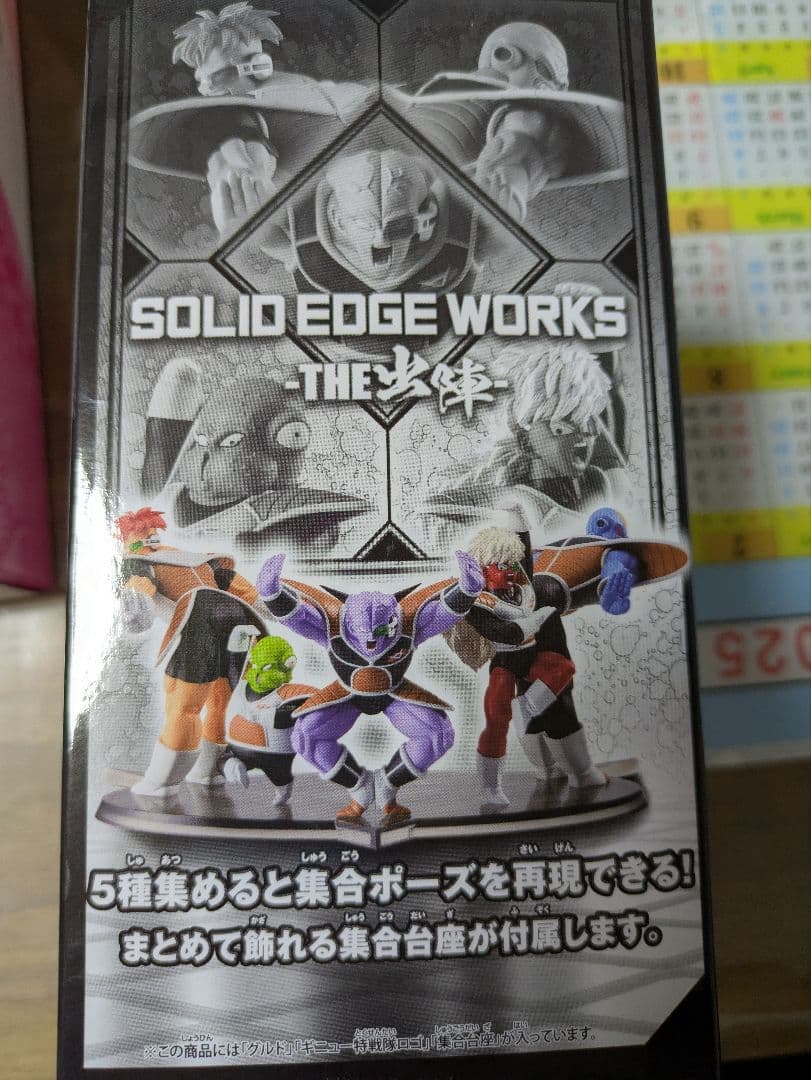 SOLID EDGE WORKS
-THE出陣-
5種集めると集合ポーズを再現できる!
まとめて飾れる集合台座が付属します。
※この商品には「グルド」「ギニュー特戦隊ロゴ」「集合台座」が入っています。
2025